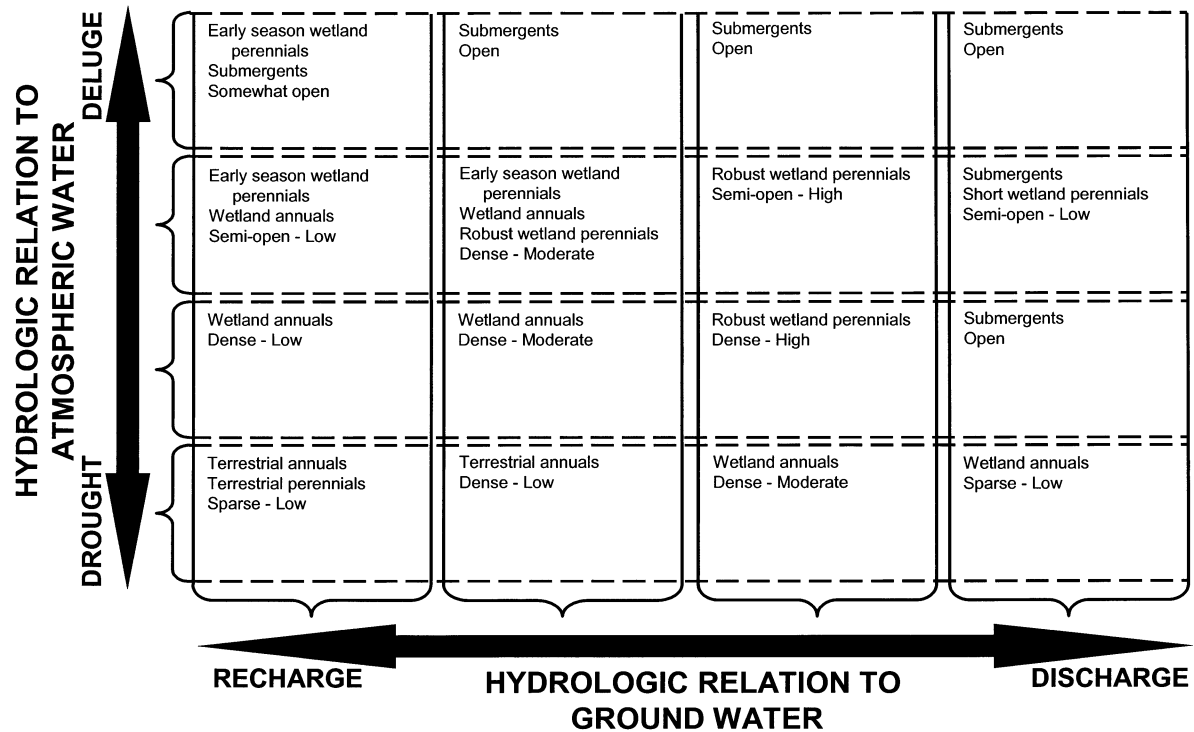 HYDROLOGIC RELATION TO
ATMOSPHERIC WATER
DELUGE
DROUGHT
Early season wetland
perennials
Submergents
Somewhat open
Submergents
Open
Submergents
Open
Submergents
Open
Early season wetland
perennials
Wetland annuals
Semi-open - Low
Early season wetland
perennials
Wetland annuals
Robust wetland perennials
Dense - Moderate
Robust wetland perennials
Semi-open - High
Submergents
Short wetland perennials
Semi-open - Low
Wetland annuals
Dense - Low
Wetland annuals
Dense - Moderate
Robust wetland perennials
Dense - High
Submergents
Open
Terrestrial annuals
Terrestrial perennials
Sparse - Low
Terrestrial annuals
Dense - Low
Wetland annuals
Dense - Moderate
Wetland annuals
Sparse - Low
RECHARGE
HYDROLOGIC RELATION TO
GROUND WATER
DISCHARGE